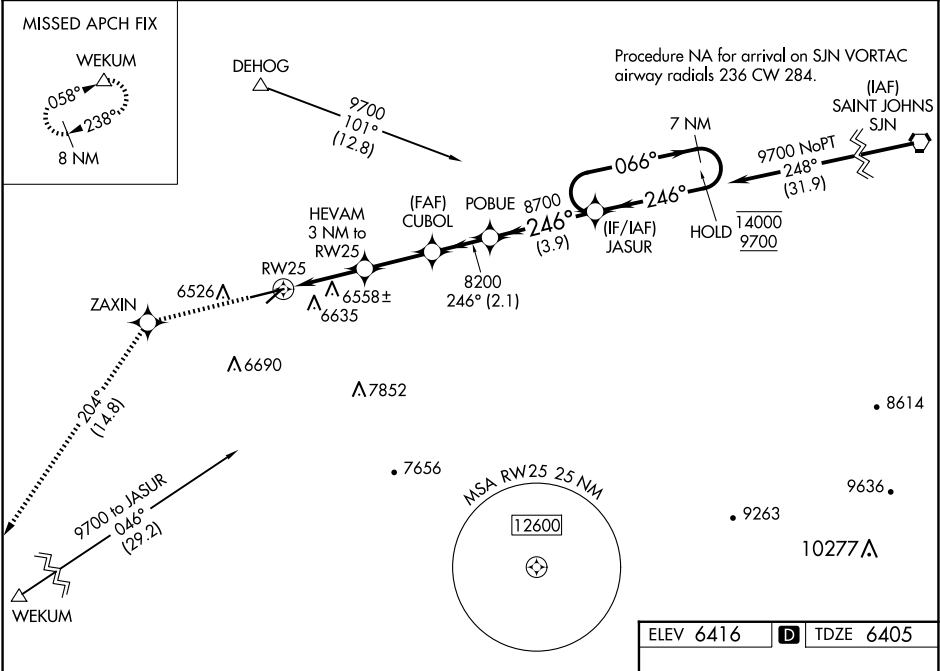 MISSED APCH FIX
WEKUM
058°
238°
8 NM
DEHOG
9700
101°
(12.8)
Procedure NA for arrival on SJN VORTAC
airway radials 236 CW 284.
(IAF)
SAINT JOHNS
SJN
7 NM
9700 NoPT
248°
(31.9)
066°
246°
HOLD
14000
9700
(IF/IAF)
JASUR
8700
246°
(3.9)
POBUE
(FAF)
CUBOL
8200
246° (2.1)
HEVAM
3 NM to
RW25
RW25
6526
6558±
6635
ZAXIN
6690
7852
204°
(14.8)
7656
8614
9636
9263
10277
9700 to JASUR
046°
(29.2)
WEKUM
MSA RW25 25 NM
12600
ELEV 6416 D TDZE 6405